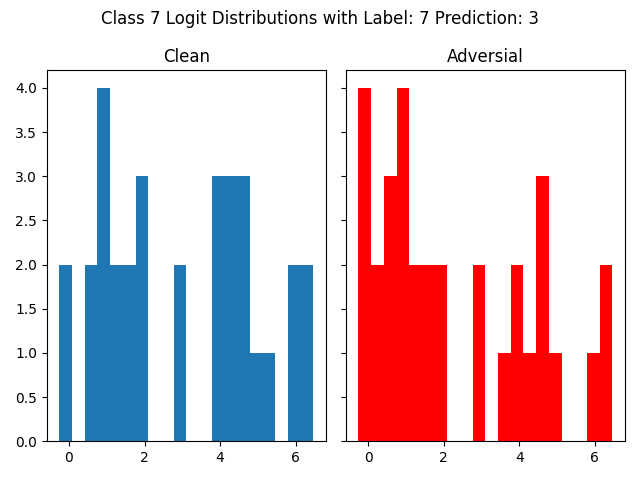 Class 7 Logit Distributions with Label: 7 Prediction: 3
Clean
Adversial
4.0
3.5
3.0
2.5
2.0
1.5
1.0
0.5
0.0
0 2 4 6
0 2 4 6